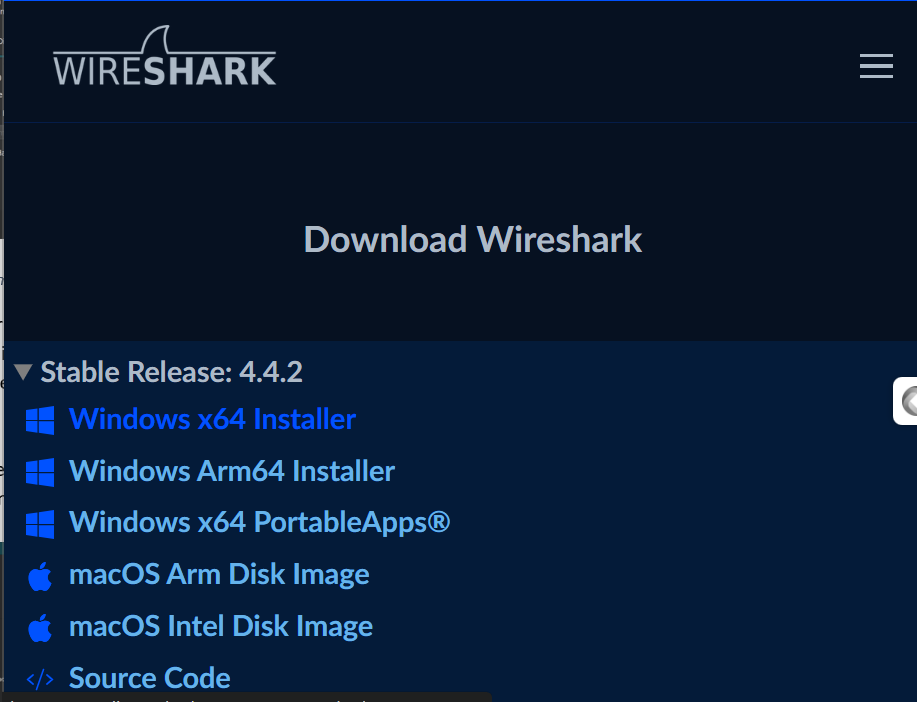 WIRESHARK
Download Wireshark
Stable Release: 4.4.2
Windows x64 Installer
Windows Arm64 Installer
Windows x64 PortableApps®
macOS Arm Disk Image
macOS Intel Disk Image
</> Source Code